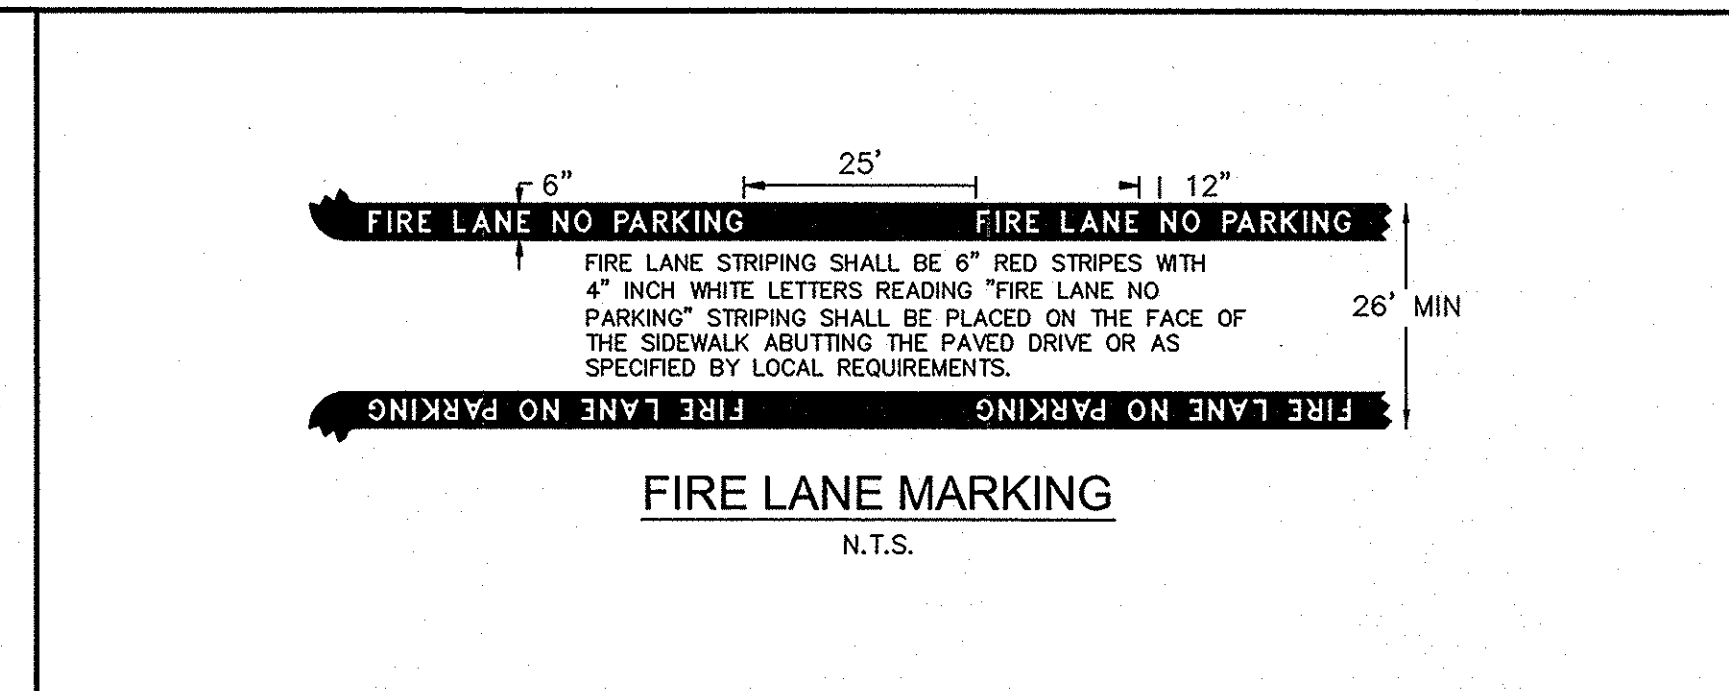 25'
6"
12"
FIRE LANE NO PARKING FIRE LANE NO PARKING
FIRE LANE STRIPING SHALL BE 6" RED STRIPES WITH
4" INCH WHITE LETTERS READING "FIRE LANE NO
PARKING" STRIPING SHALL BE PLACED ON THE FACE OF
THE SIDEWALK ABUTTING THE PAVED DRIVE OR AS
SPECIFIED BY LOCAL REQUIREMENTS.
26' MIN
FIRE LANE NO PARKING FIRE LANE NO PARKING
FIRE LANE MARKING
N.T.S.